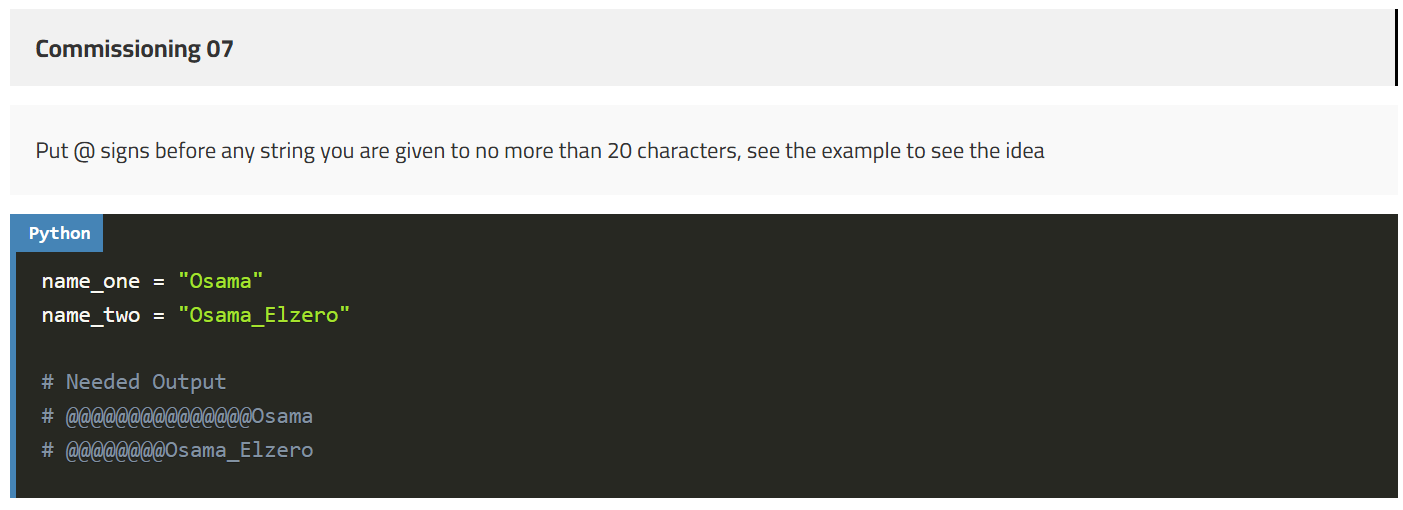 Commissioning 07
Put @ signs before any string you are given to no more than 20 characters, see the example to see the idea
Python
name_one = "Osama"
name_two = "Osama_Elzero"
# Needed Output
# @@@@@@@@@@@@@@@Osama
# @@@@@@@@Osama_Elzero